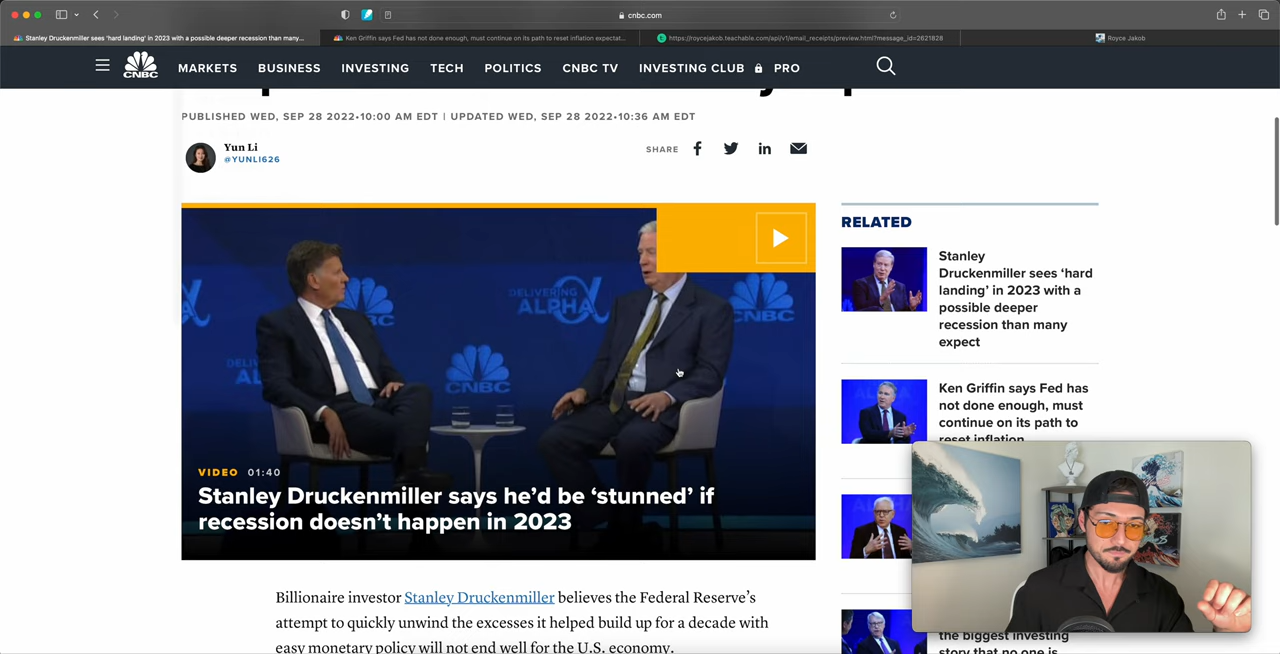 cnbc.com
Stanley Druckenmiller sees 'hard landing' in 2023 with a possible deeper recession than many...
Ken Griffin says Fed has not done enough, must continue on its path to reset inflation expectat...
https://roycejakob.teachable.com/api/v1/email_receipts/preview.html?message_id=2621828
Royce Jakob
CNBC
MARKETS BUSINESS INVESTING TECH POLITICS CNBC TV INVESTING CLUB PRO
PUBLISHED WED, SEP 28 2022•10:00 AM EDT | UPDATED WED, SEP 28 2022•10:36 AM EDT
Yun Li
@YUNLI626
SHARE
DELIVERING
ALPHA
CNBC
VIDEO 01:40
Stanley Druckenmiller says he'd be 'stunned' if
recession doesn't happen in 2023
Billionaire investor Stanley Druckenmiller believes the Federal Reserve's
attempt to quickly unwind the excesses it helped build up for a decade with
easy monetary policy will not end well for the U.S. economy.
RELATED
Stanley
Druckenmiller sees 'hard
landing' in 2023 with a
possible deeper
recession than many
expect
Ken Griffin says Fed has
not done enough, must
continue on its path to
reset inflation
the biggest investing
story that no one is